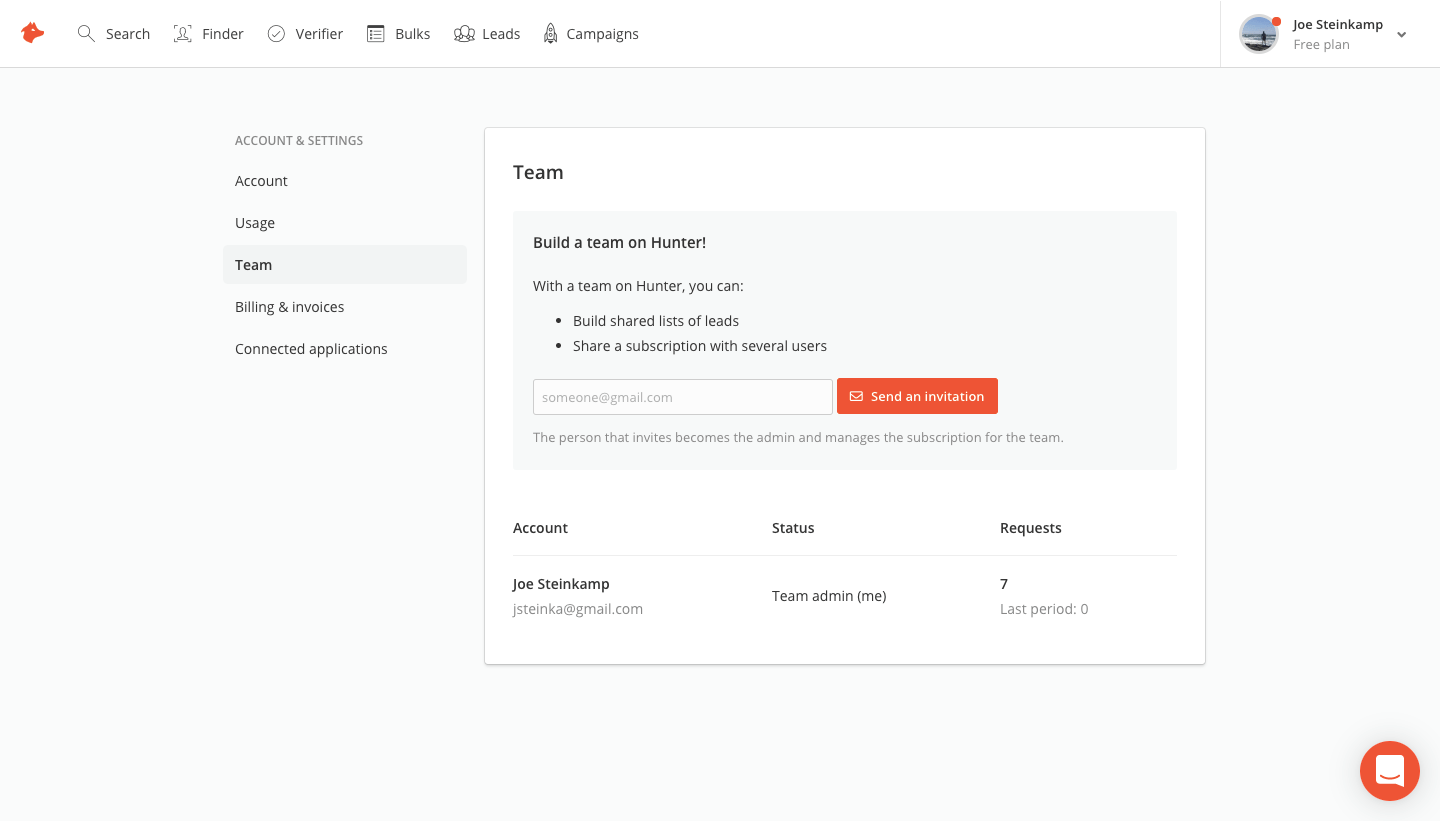 Search
Finder
Verifier
Bulks
Leads
Campaigns
Joe Steinkamp
Free plan
ACCOUNT & SETTINGS
Account
Usage
Team
Billing & invoices
Connected applications
Team
Build a team on Hunter!
With a team on Hunter, you can:
Build shared lists of leads
Share a subscription with several users
someone@gmail.com
Send an invitation
The person that invites becomes the admin and manages the subscription for the team.
Account Status Requests
Joe Steinkamp
jsteinka@gmail.com
Team admin (me)
7
Last period: 0